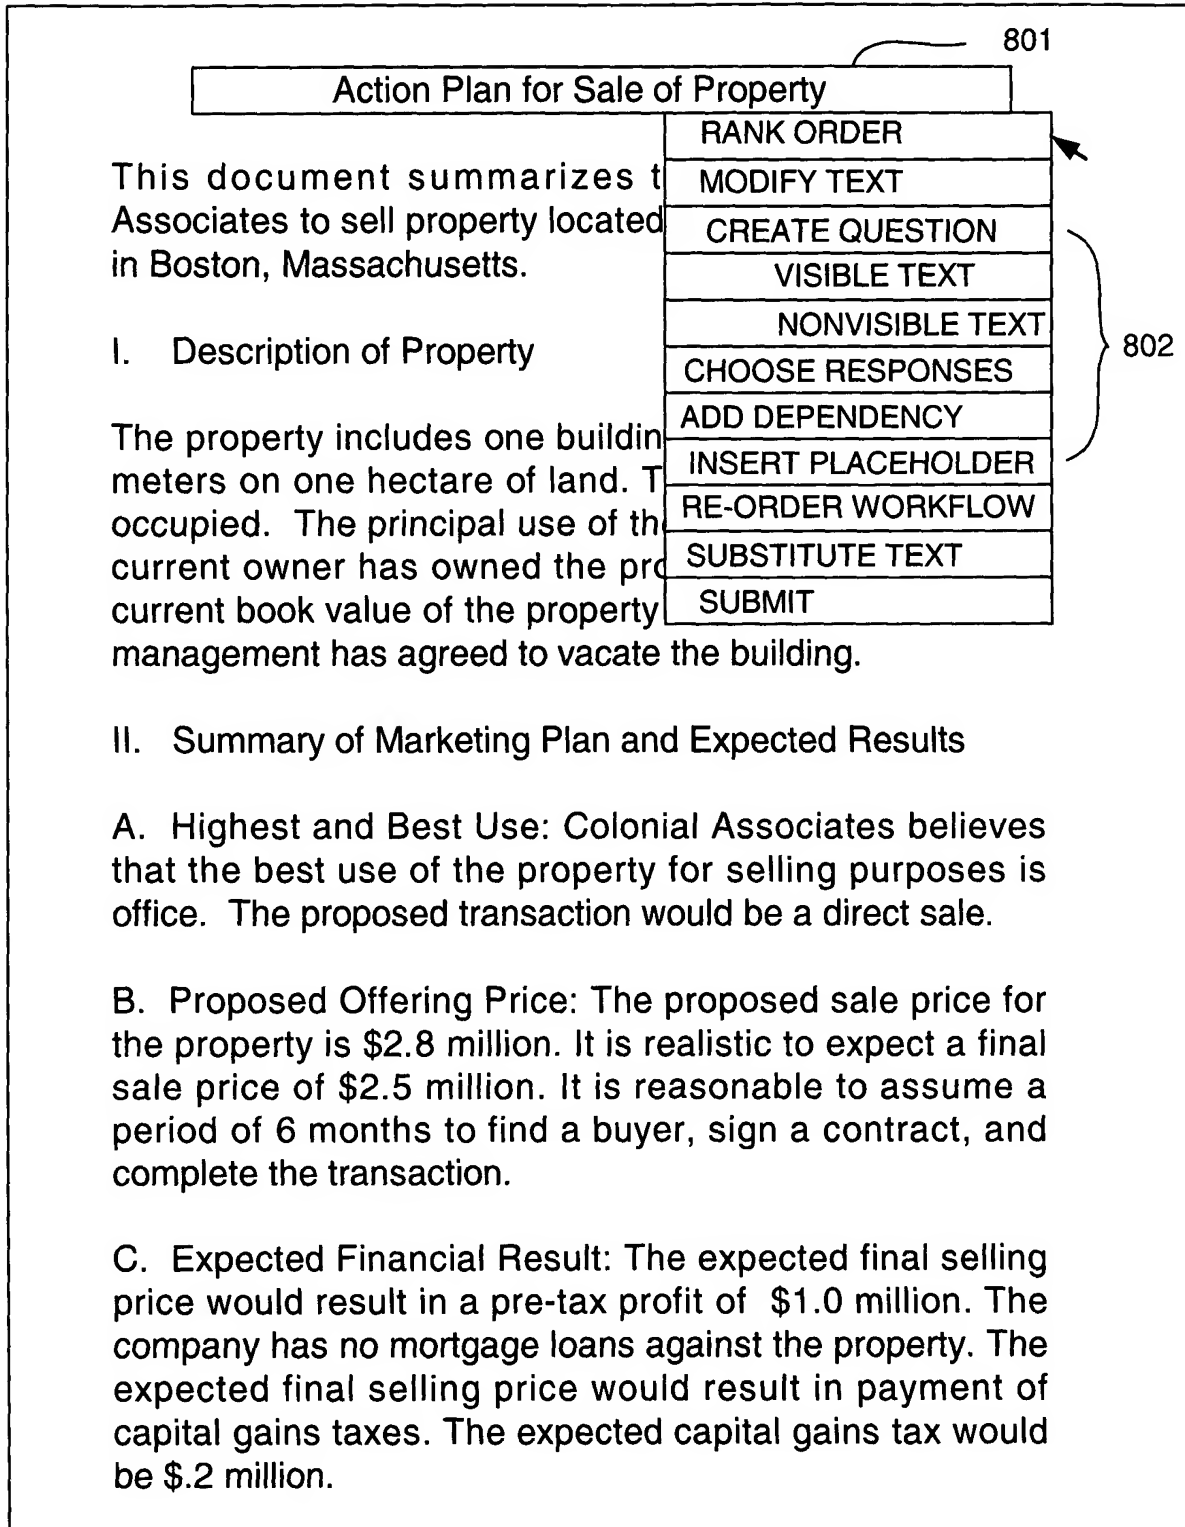 801
Action Plan for Sale of Property
RANK ORDER
MODIFY TEXT
CREATE QUESTION
VISIBLE TEXT
NONVISIBLE TEXT
CHOOSE RESPONSES
ADD DEPENDENCY
INSERT PLACEHOLDER
RE-ORDER WORKFLOW
SUBSTITUTE TEXT
SUBMIT
802
This document summarizes t
Associates to sell property located
in Boston, Massachusetts.
I. Description of Property
The property includes one buildin
meters on one hectare of land. T
occupied. The principal use of th
current owner has owned the pro
current book value of the property
management has agreed to vacate the building.
II. Summary of Marketing Plan and Expected Results
A. Highest and Best Use: Colonial Associates believes
that the best use of the property for selling purposes is
office. The proposed transaction would be a direct sale.
B. Proposed Offering Price: The proposed sale price for
the property is $2.8 million. It is realistic to expect a final
sale price of $2.5 million. It is reasonable to assume a
period of 6 months to find a buyer, sign a contract, and
complete the transaction.
C. Expected Financial Result: The expected final selling
price would result in a pre-tax profit of $1.0 million. The
company has no mortgage loans against the property. The
expected final selling price would result in payment of
capital gains taxes. The expected capital gains tax would
be $.2 million.